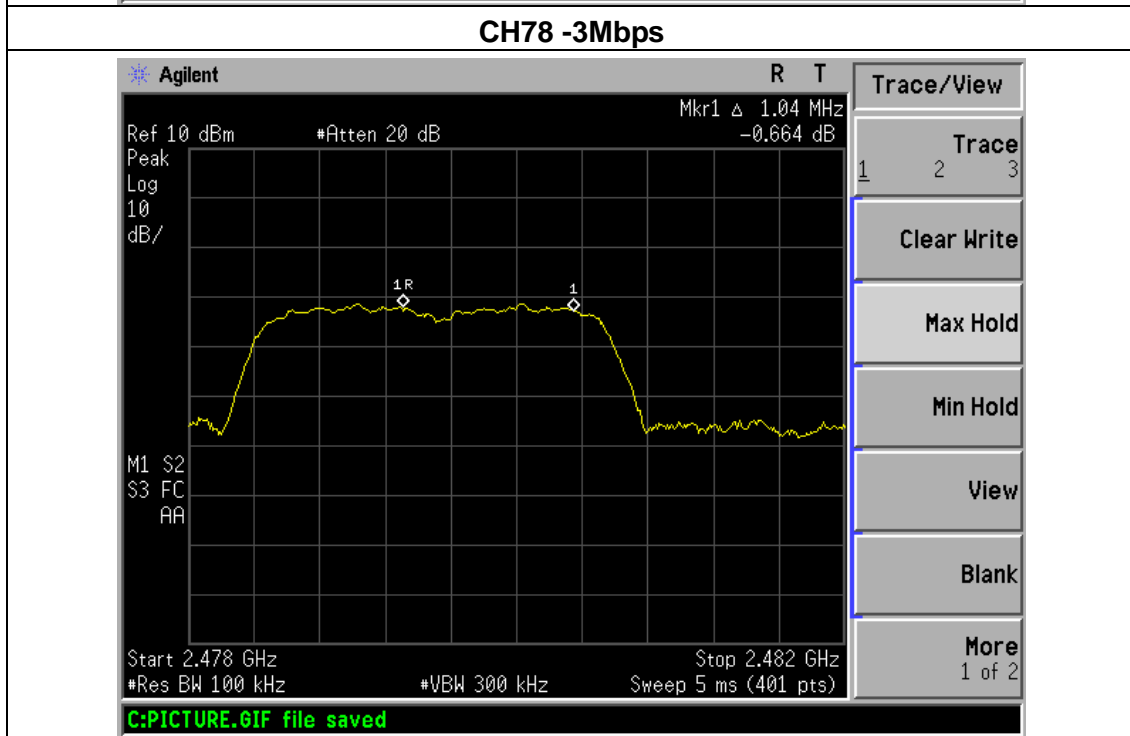 CH78 -3Mbps
Agilent R T
Trace/View
Mkr1 Δ 1.04 MHz
Ref 10 dBm #Atten 20 dB -0.664 dB
Peak
Log
10
dB/
1R
1
M1 S2
S3 FC
AA
Start 2.478 GHz Stop 2.482 GHz
#Res BW 100 kHz #VBW 300 kHz Sweep 5 ms (401 pts)
C:PICTURE.GIF file saved
Trace
1 2 3
Clear Write
Max Hold
Min Hold
View
Blank
More
1 of 2